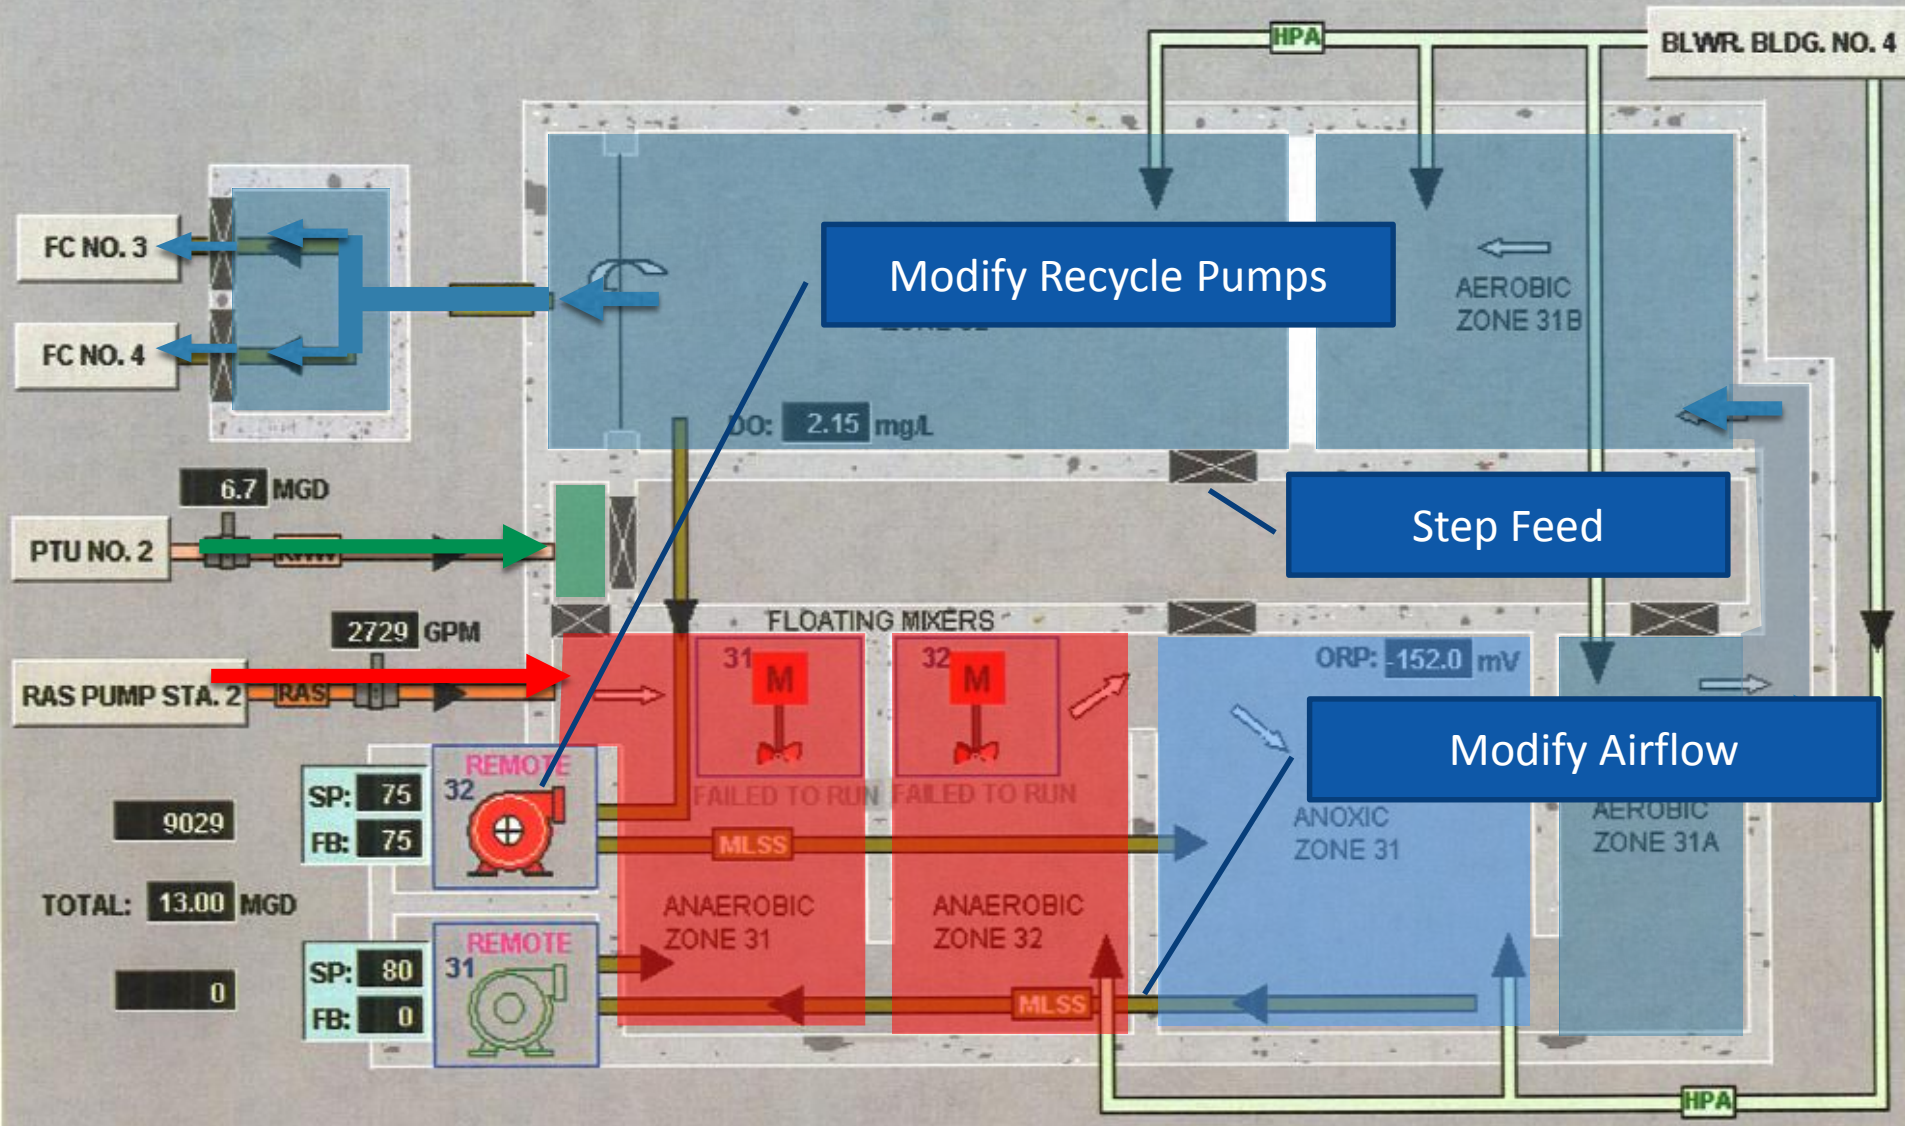 HPA
BLWR. BLDG. NO. 4
FC NO. 3
Modify Recycle Pumps
AEROBIC
ZONE 31B
FC NO. 4
DO: 2.15 mg/L
6.7 MGD
Step Feed
PTU NO. 2
2729 GPM
FLOATING MIXERS
31
32
M
M
ORP: -152.0 mV
RAS PUMP STA. 2
RAS
Modify Airflow
REMOTE
32
SP: 75
FB: 75
FAILED TO RUN
FAILED TO RUN
9029
MLSS
ANOXIC
ZONE 31
AEROBIC
ZONE 31A
TOTAL: 13.00 MGD
ANAEROBIC
ZONE 31
ANAEROBIC
ZONE 32
REMOTE
31
SP: 80
FB: 0
0
MLSS
HPA